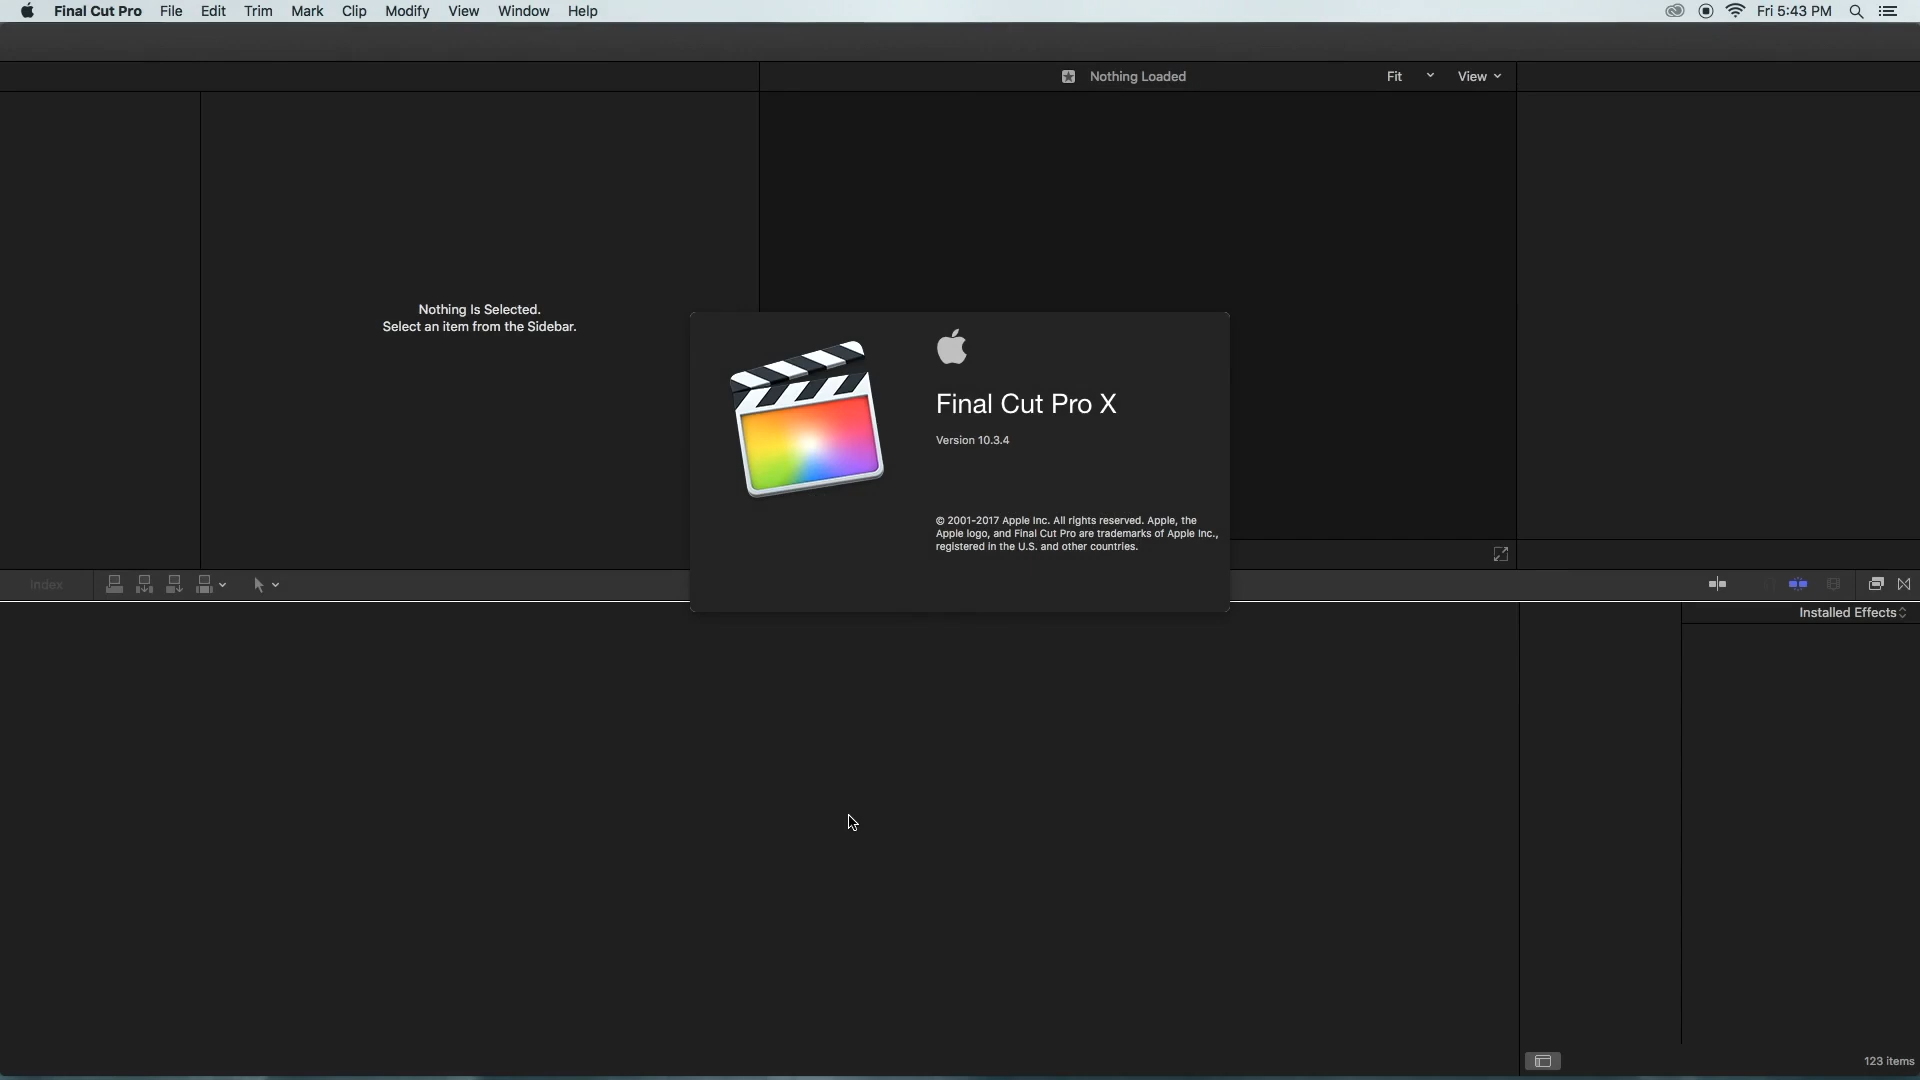 Final Cut Pro File Edit Trim Mark Clip Modify View Window Help Fri 5:43 PM
Nothing Loaded Fit View
Nothing Is Selected.
Select an item from the Sidebar.
Final Cut Pro X
Version 10.3.4
© 2001-2017 Apple Inc. All rights reserved. Apple, the
Apple logo, and Final Cut Pro are trademarks of Apple Inc.,
registered in the U.S. and other countries.
Index
Installed Effects
123 items